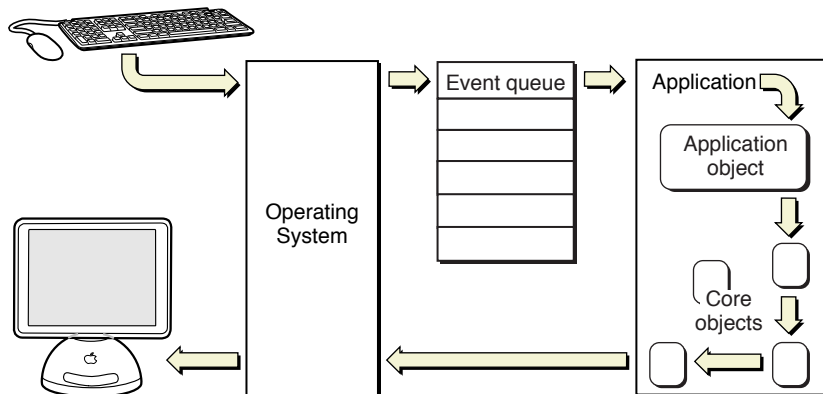 Event queue
Application
Application
object
Operating
System
Core
objects